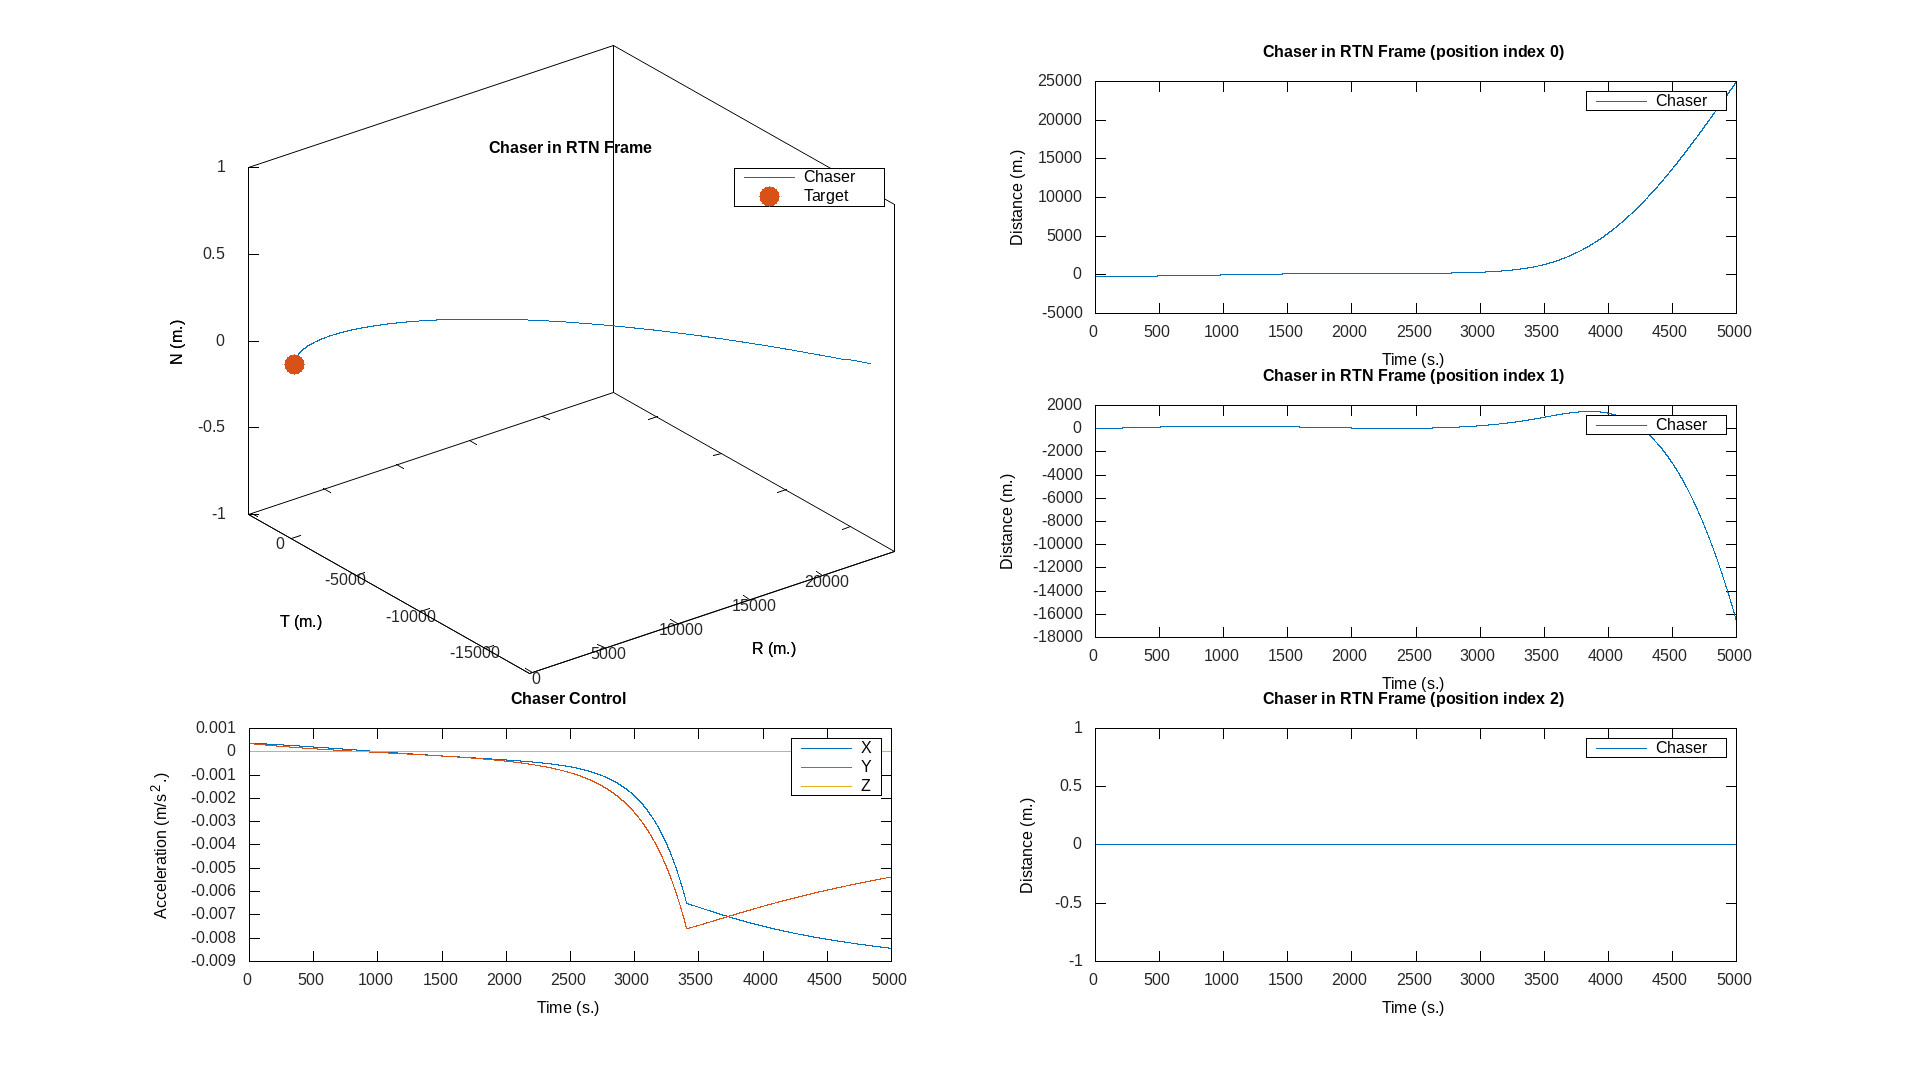 Chaser in RTN Frame
Chaser
Target
1
0.5
0
-0.5
-1
N (m.)
0
-5000
-10000
-15000
T (m.)
0
5000
10000
15000
20000
R (m.)
Chaser in RTN Frame (position index 0)
Chaser
25000
20000
15000
10000
5000
0
-5000
Distance (m.)
0 500 1000 1500 2000 2500 3000 3500 4000 4500 5000
Time (s.)
Chaser in RTN Frame (position index 1)
Chaser
2000
0
-2000
-4000
-6000
-8000
-10000
-12000
-14000
-16000
-18000
Distance (m.)
0 500 1000 1500 2000 2500 3000 3500 4000 4500 5000
Time (s.)
Chaser Control
X
Y
Z
0.001
0
-0.001
-0.002
-0.003
-0.004
-0.005
-0.006
-0.007
-0.008
-0.009
Acceleration (m/s².)
0 500 1000 1500 2000 2500 3000 3500 4000 4500 5000
Time (s.)
Chaser in RTN Frame (position index 2)
Chaser
1
0.5
0
-0.5
-1
Distance (m.)
0 500 1000 1500 2000 2500 3000 3500 4000 4500 5000
Time (s.)